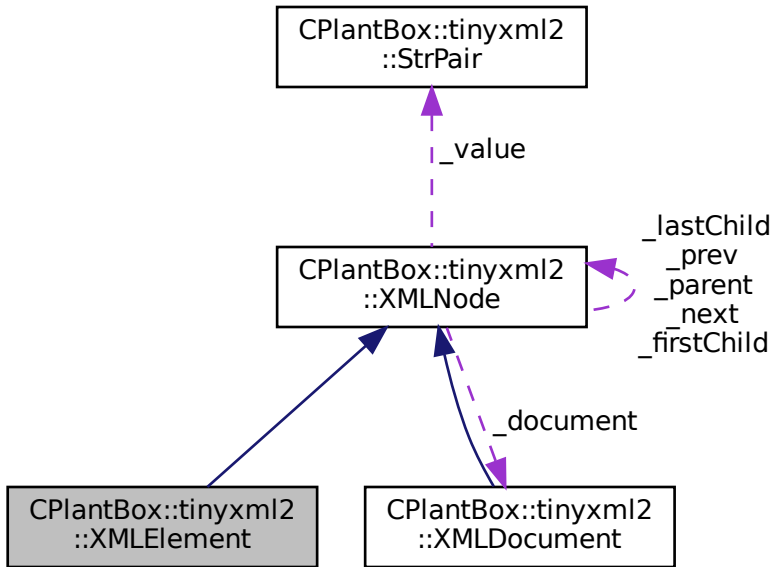 CPlantBox::tinyxml2
::StrPair
_value
_lastChild
_prev
_parent
_next
_firstChild
CPlantBox::tinyxml2
::XMLNode
_document
CPlantBox::tinyxml2
::XMLElement
CPlantBox::tinyxml2
::XMLDocument